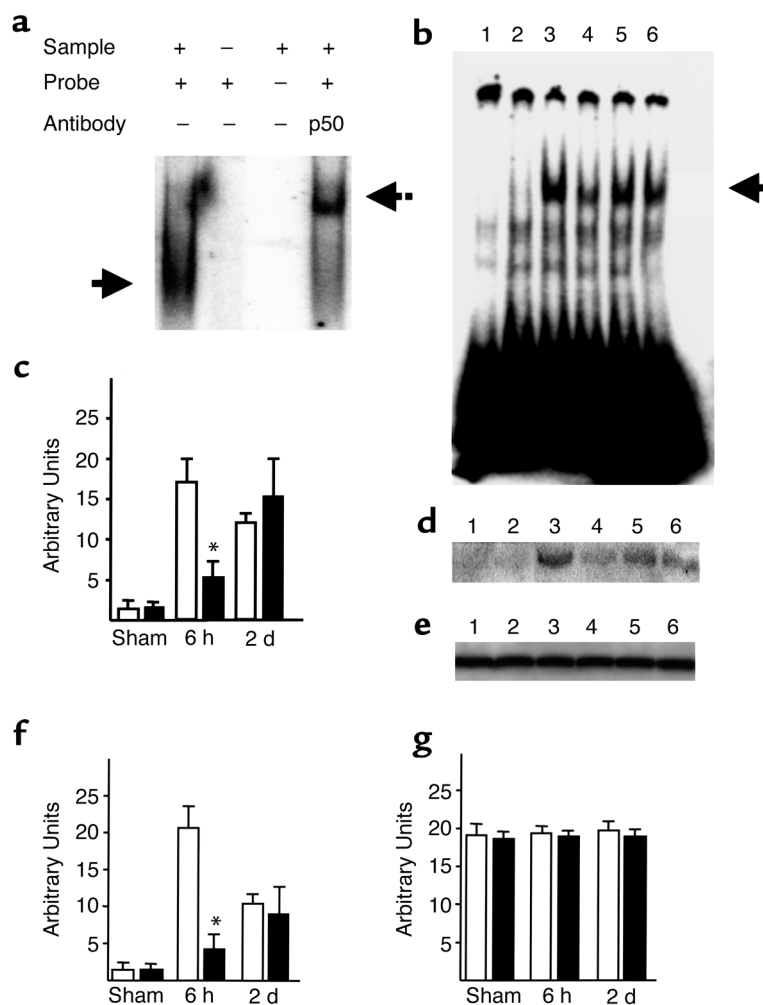 a
Sample + – + +
Probe + + – +
Antibody – – – p50
b
1 2 3 4 5 6
c
Arbitrary Units
25
20
15
10
5
*
Sham 6 h 2 d
d
1 2 3 4 5 6
e
1 2 3 4 5 6
f
Arbitrary Units
25
20
15
10
5
*
Sham 6 h 2 d
g
Arbitrary Units
25
20
15
10
5
Sham 6 h 2 d